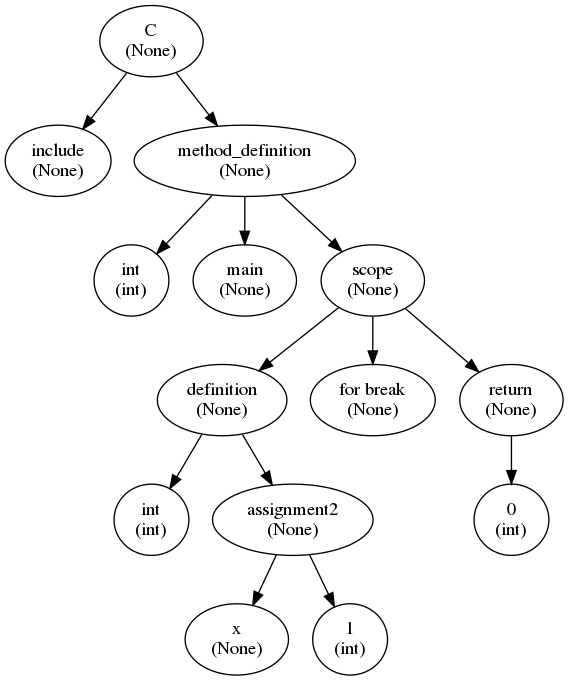 C
(None)
include
(None)
method_definition
(None)
int
(int)
main
(None)
scope
(None)
definition
(None)
for break
(None)
return
(None)
int
(int)
assignment2
(None)
0
(int)
x
(None)
1
(int)